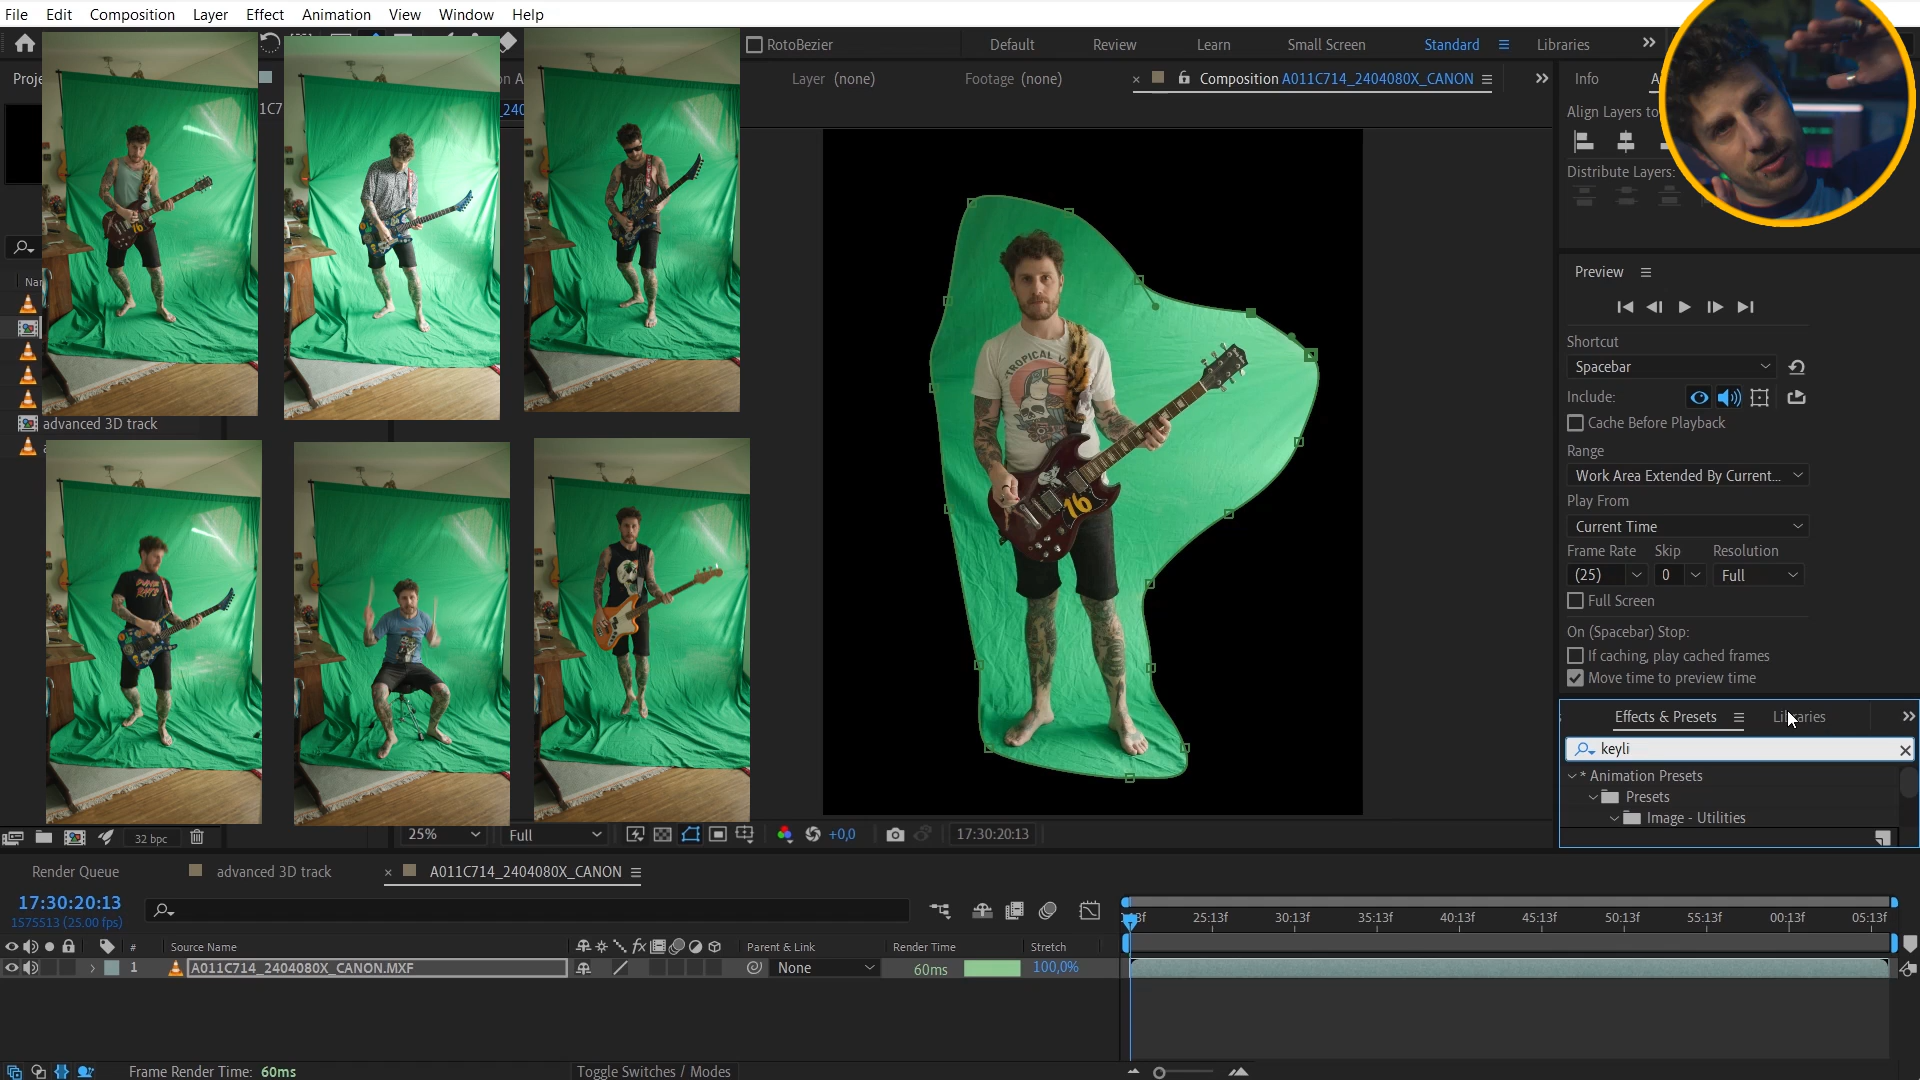 File Edit Composition Layer Effect Animation View Window Help
RotoBezier Default Review Learn Small Screen Standard Libraries
Layer (none) Footage (none) Composition A011C714_2404080X_CANON Info
Align Layers to
Distribute Layers:
Preview
Shortcut
Spacebar
Include:
Cache Before Playback
Range
Work Area Extended By Current...
Play From
Current Time
Frame Rate Skip Resolution
(25) 0 Full
Full Screen
On (Spacebar) Stop:
If caching, play cached frames
Move time to preview time
Effects & Presets Libraries
keyli
* Animation Presets
Presets
Image - Utilities
advanced 3D track
TROPICAL
16
32 bpc 25% Full +0,0 17:30:20:13
Render Queue advanced 3D track A011C714_2404080X_CANON
17:30:20:13
1575513 (25.00 fps)
25:13f 30:13f 35:13f 40:13f 45:13f 50:13f 55:13f 00:13f 05:13f
# Source Name fx Parent & Link Render Time Stretch
1 A011C714_2404080X_CANON.MXF None 60ms 100,0%
Frame Render Time: 60ms Toggle Switches / Modes